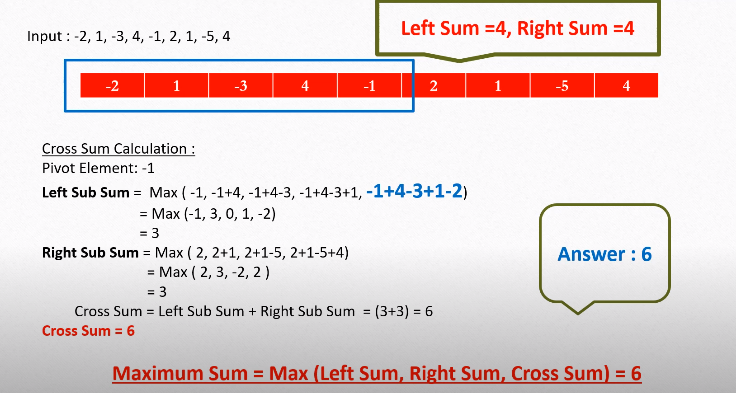 Left Sum =4, Right Sum =4
Input : -2, 1, -3, 4, -1, 2, 1, -5, 4
-2 1 -3 4 -1 2 1 -5 4
Cross Sum Calculation :
Pivot Element: -1
Left Sub Sum = Max ( -1, -1+4, -1+4-3, -1+4-3+1, -1+4-3+1-2)
= Max (-1, 3, 0, 1, -2)
= 3
Right Sub Sum = Max ( 2, 2+1, 2+1-5, 2+1-5+4)
= Max ( 2, 3, -2, 2 )
= 3
Cross Sum = Left Sub Sum + Right Sub Sum = (3+3) = 6
Cross Sum = 6
Answer : 6
Maximum Sum = Max (Left Sum, Right Sum, Cross Sum) = 6